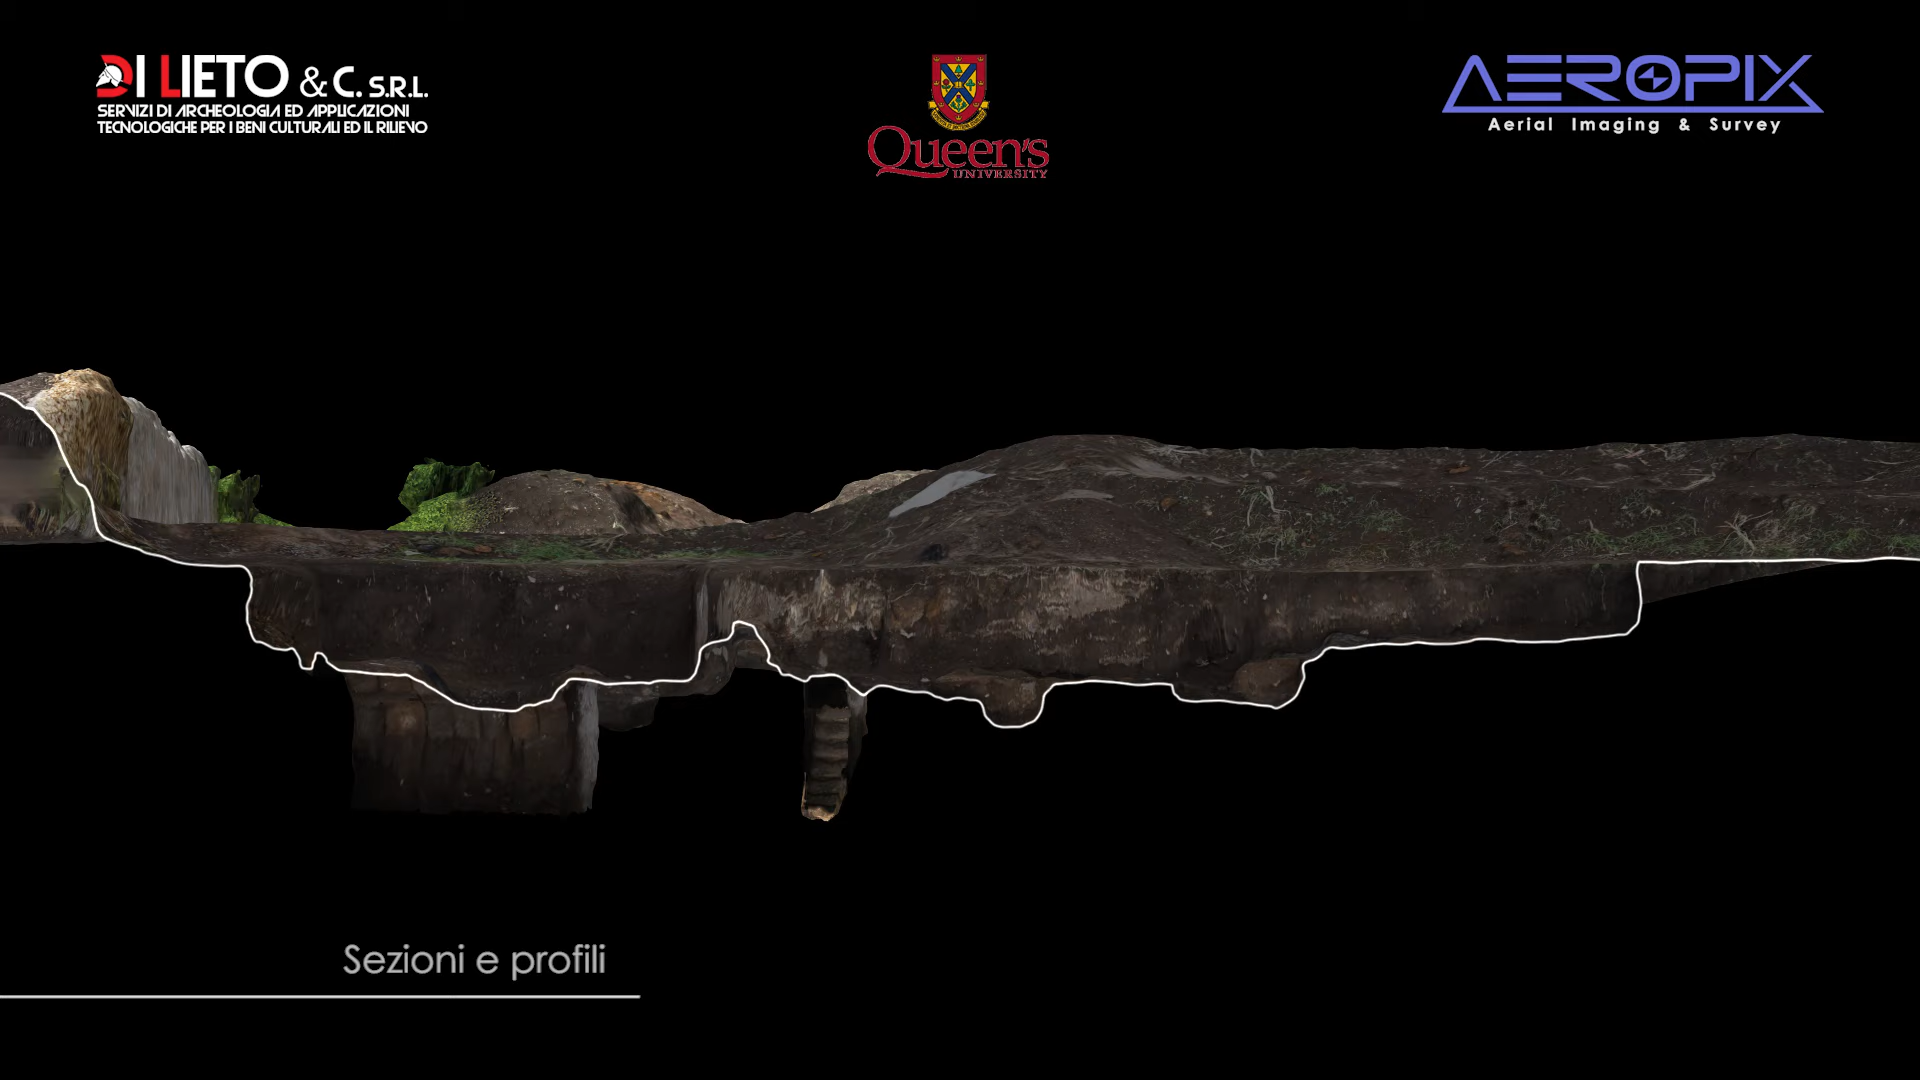 DI LIETO & C. S.R.L.
SERVIZI DI ARCHEOLOGIA ED APPLICAZIONI
TECNOLOGICHE PER I BENI CULTURALI ED IL RILIEVO
Queen's
UNIVERSITY
AEROPIX
Aerial Imaging & Survey
Sezioni e profili